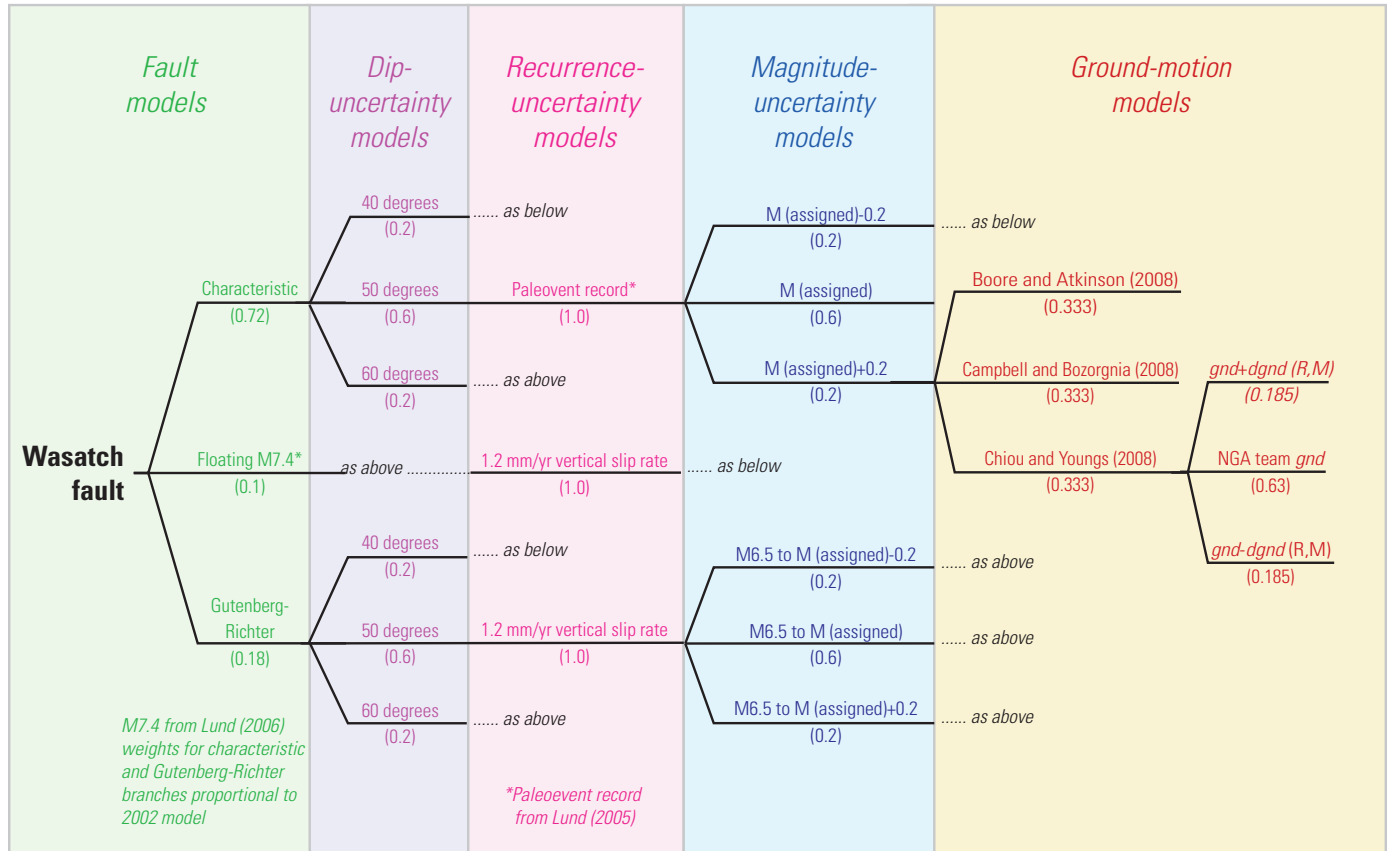 Fault
models
Dip-
uncertainty
models
Recurrence-
uncertainty
models
Magnitude-
uncertainty
models
Ground-motion
models
Wasatch
fault
Characteristic
(0.72)
Floating M7.4*
(0.1)
Gutenberg-
Richter
(0.18)
M7.4 from Lund (2006)
weights for characteristic
and Gutenberg-Richter
branches proportional to
2002 model
40 degrees
(0.2)
50 degrees
(0.6)
60 degrees
(0.2)
as above ............
40 degrees
(0.2)
50 degrees
(0.6)
60 degrees
(0.2)
...... as below
Paleovent record*
(1.0)
...... as above
1.2 mm/yr vertical slip rate
(1.0)
...... as below
1.2 mm/yr vertical slip rate
(1.0)
...... as above
*Paleoevent record
from Lund (2005)
M (assigned)-0.2
(0.2)
M (assigned)
(0.6)
M (assigned)+0.2
(0.2)
...... as below
M6.5 to M (assigned)-0.2
(0.2)
M6.5 to M (assigned)
(0.6)
M6.5 to M (assigned)+0.2
(0.2)
...... as below
Boore and Atkinson (2008)
(0.333)
Campbell and Bozorgnia (2008)
(0.333)
Chiou and Youngs (2008)
(0.333)
gnd+dgnd (R,M)
(0.185)
NGA team gnd
(0.63)
gnd-dgnd (R,M)
(0.185)
...... as above
...... as above
...... as above